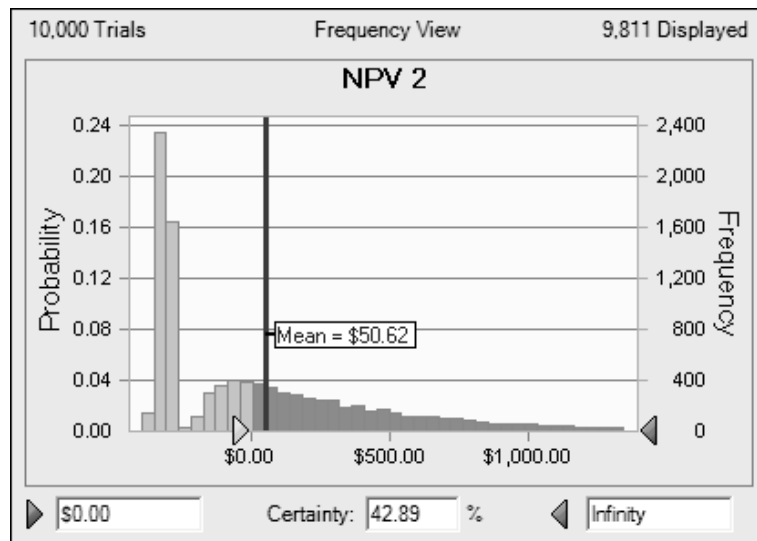 10,000 Trials Frequency View 9,811 Displayed
NPV 2
0.24 2,400
0.20 2,000
0.16 1,600
0.12 1,200
0.08 800
0.04 400
0.00 0
Probability
Frequency
Mean = $50.62
$0.00 $500.00 $1,000.00
$0.00 Certainty: 42.89 % Infinity